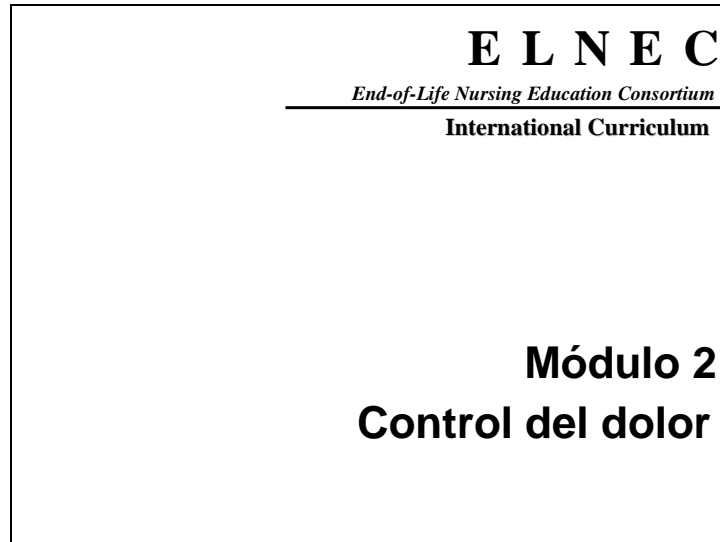 E L N E C
End-of-Life Nursing Education Consortium
International Curriculum
Módulo 2
Control del dolor